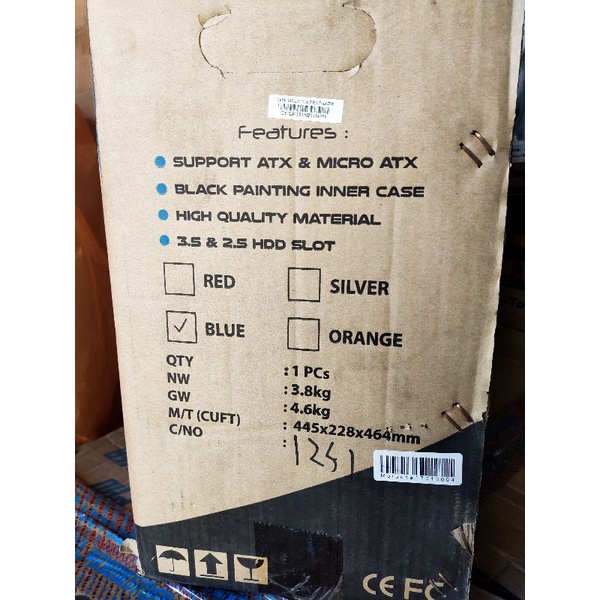 Features :
SUPPORT ATX & MICRO ATX
BLACK PAINTING INNER CASE
HIGH QUALITY MATERIAL
3.5 & 2.5 HDD SLOT
RED
SILVER
BLUE
ORANGE
QTY : 1 PCs
NW : 3.8kg
GW : 4.6kg
M/T (CUFT) : 445x228x464mm
C/NO : 1251
CE FC